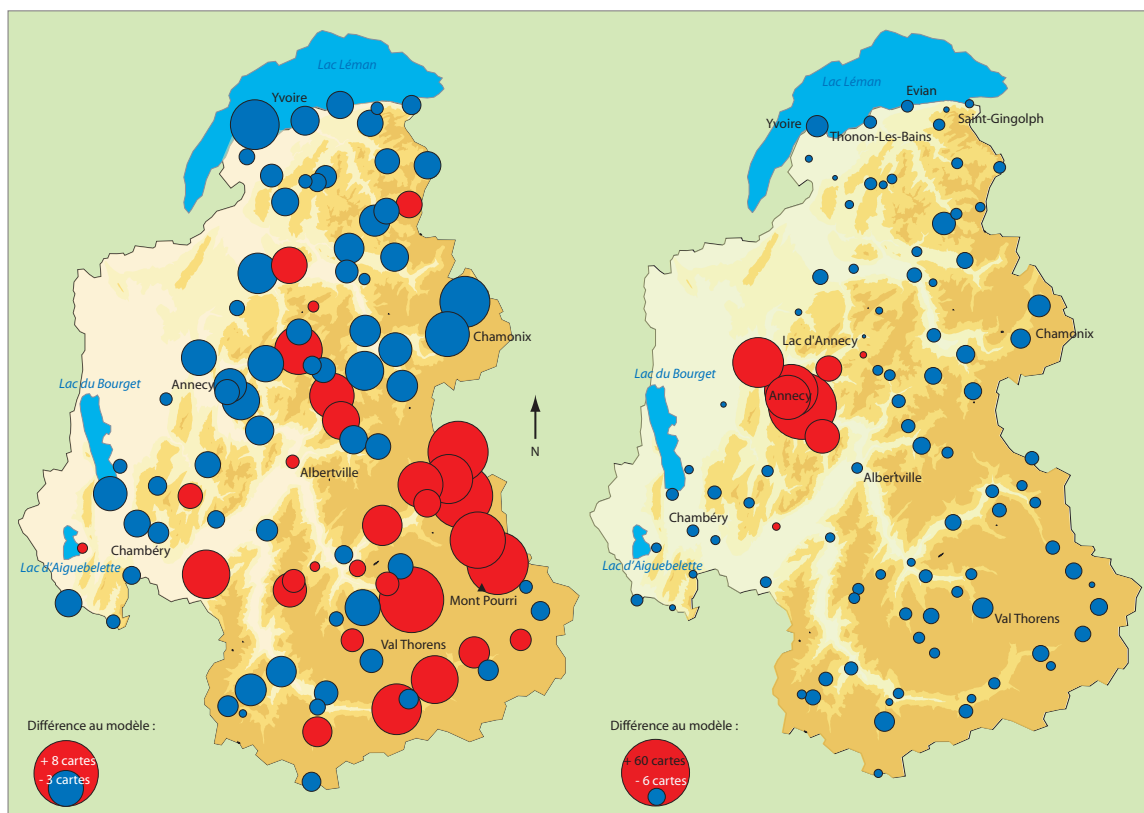 Lac Léman
Yvoire
Chamonix
Lac du Bourget
Annecy
Albertville
Chambéry
Lac d'Aiguebelette
Mont Pourri
Val Thorens
Différence au modèle :
+ 8 cartes
- 3 cartes
N
Lac Léman
Evian
Yvoire
Saint-Gingolph
Thonon-Les-Bains
Chamonix
Lac d'Annecy
Lac du Bourget
Annecy
Albertville
Chambéry
Lac d'Aiguebelette
Val Thorens
Différence au modèle :
+ 60 cartes
- 6 cartes